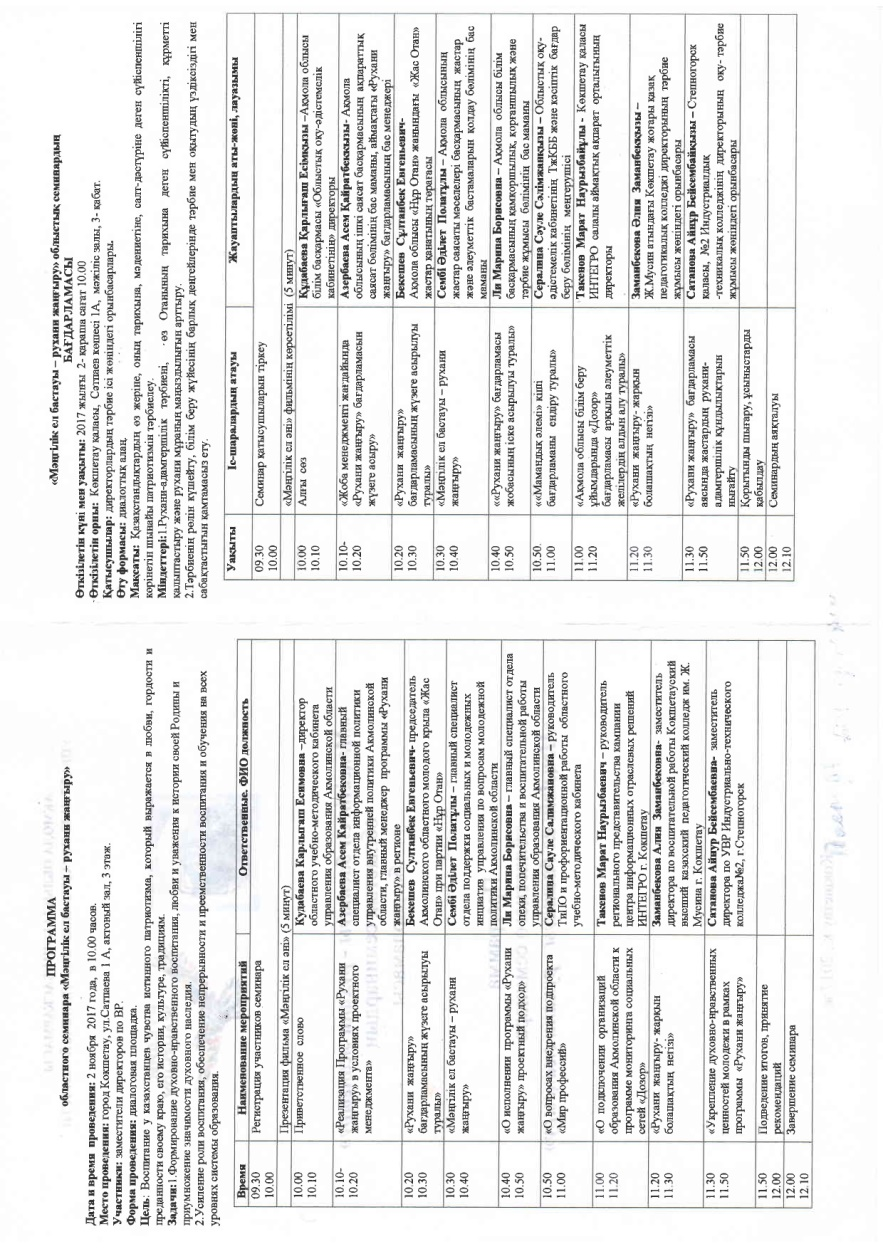 ПРОГРАММА
областного семинара «Мәңгілік ел бастауы – рухани жаңғыру»
Дата и время проведения: 2 ноября 2017 года, в 10.00 часов.
Место проведения: город Кокшетау, ул.Сатпаева 1 А, актовый зал, 3 этаж.
Участники: заместители директоров по ВР.
Форма проведения: диалоговая площадка.
Цель: Воспитание у казахстанцев чувства истинного патриотизма, который выражается в любви, гордости и
преданности своему краю, его истории, культуре, традициям.
Задачи:1.Формирование духовно-нравственного воспитания, любви и уважения к истории своей Родины и
приумножение значимости духовного наследия.
2.Усиление роли воспитания, обеспечение непрерывности и преемственности воспитания и обучения на всех
уровнях системы образования.
Время Наименование мероприятий Ответственные, ФИО должность
09.30 Регистрация участников семинара
10.00
Презентация фильма «Мәңгілік ел әні» (5 минут)
10.00 Приветственное слово Кудабаева Карлыгаш Есимовна –директор
10.10 областного учебно-методического кабинета
управления образования Акмолинской области
10.10- «Реализация Программы «Рухани Азербаева Асем Кайратбековна- главный
10.20 жаңғыру» в условиях проектного специалист отдела информационной политики
менеджмента» управления внутренней политики Акмолинской
области, главный менеджер программы «Рухани
жаңғыру» в регионе
10.20 «Рухани жаңғыру» Бекешев Султанбек Евгеньевич- председатель
10.30 бағдарламасының жүзеге асырылуы Акмолинского областного молодого крыла «Жас
туралы» Отан» при партии «Нұр Отан»
10.30 «Мәңгілік ел бастауы – рухани Сембі Әділет Полатұлы – главный специалист
10.40 жаңғыру» отдела поддержки социальных и молодежных
инициатив управления по вопросам молодежной
политики Акмолинской области
10.40 «О исполнении программы «Рухани Ли Марина Борисовна – главный специалист отдела
10.50 жаңғыру» проектный подход» опеки, попечительства и воспитательной работы
управления образования Акмолинской области
10.50 «О вопросах внедрения подпроекта Сералина Сауле Салимжановна – руководитель
11.00 «Мир профессий» ТиПО и профориентационной работы областного
учебно-методического кабинета
11.00 «О подключении организаций Такенов Марат Наурызбаевич – руководитель
11.20 образования Акмолинской области к регионального представительства кампании
программе мониторинга социальных центра информационных отраслевых решений
сетей «Дозор» ИНТЕГРО г. Кокшетау
11.20 «Рухани жаңғыру- жарқын Заманбекова Алия Заманбековна- заместитель
11.30 болашақтың негізі» директора по воспитательной работы Кокшетауский
высший казахский педагогический колледж им. Ж.
Мусина г. Кокшетау
11.30 «Укрепление духовно-нравственных Сатанова Айнур Бейсембаевна- заместитель
11.50 ценностей молодежи в рамках директора по УВР Индустриально-технического
программы «Рухани жаңғыру» колледжа№2, г.Степногорск
11.50 Подведение итогов, принятие
12.00 рекомендаций
12.00 Завершение семинара
12.10
«Мәңгілік ел бастауы – рухани жаңғыру» облыстық семинардың
БАҒДАРЛАМАСЫ
Өткізілетін күні мен уақыты: 2017 жылғы 2- қараша сағат 10.00
Өткізілетін орны: Көкшетау қаласы, Сәтпаев көшесі 1А, мәжіліс залы, 3- қабат.
Қатысушылар: директорлардың тәрбие ісі жөніндегі орынбасарлары.
Өту формасы: диалогтық алаң.
Мақсаты: Қазақстандықтардың өз жеріне, оның тарихына, мәдениетіне, салт-дәстүріне деген сүйіспеншілігі
көрінетін шынайы патриотизмін тәрбиелеу.
Міндеттері:1.Рухани-адамгершілік тәрбиені, өз Отанының тарихына деген сүйіспеншілікті, құрметті
қалыптастыру және рухани мұраның маңыздылығын арттыру.
2.Тәрбиенің рөлін күшейту, білім беру жүйесінің барлық деңгейлерінде тәрбие мен оқытудың үздіксіздігі мен
сабақтастығын қамтамасыз ету.
Уақыты Іс-шаралардың атауы Жауаптылардың аты-жөні, лауазымы
09.30 Семинар қатысушыларын тіркеу
10.00
«Мәңгілік ел әні» фильмінің көрсетілімі (5 минут)
10.00 Алғы сөз Құдабаева Қарлығаш Есімқызы –Ақмола облысы
10.10 білім басқармасы «Облыстық оқу-әдістемелік
кабинетінің» директоры
10.10- «Жоба менеджменті жағдайында Азербаева Асем Қайратбекқызы- Ақмола
10.20 «Рухани жаңғыру» бағдарламасын облысының ішкі саясат басқармасының ақпараттық
жүзеге асыру» саясат бөлімінің бас маманы, аймақтағы «Рухани
жаңғыру» бағдарламасының бас менеджері
10.20 «Рухани жаңғыру» Бекешев Сұлтанбек Евгеньевич-
10.30 бағдарламасының жүзеге асырылуы Ақмола облысы «Нұр Отан» жанындағы «Жас Отан»
туралы» жастар қанатының төрағасы
10.30 «Мәңгілік ел бастауы – рухани Сембі Әділет Полатұлы – Ақмола облысының
10.40 жаңғыру» жастар саясаты мәселелері басқармасының жастар
және әлеуметтік бастамаларын қолдау бөлімінің бас
маманы
10.40 ««Рухани жаңғыру» бағдарламасы Ли Марина Борисовна – Ақмола облысы білім
10.50 жобасының іске асырылуы туралы» басқармасының қамқоршылық, қорғаншылық және
тәрбие жұмысы бөлімінің бас маманы
10.50. ««Мамандық әлемі» кіші Сералина Сәуле Сәлімжанқызы – Облыстық оқу-
11.00 бағдарламаны ендіру туралы» әдістемелік кабинетінің ТжКББ және кәсіптік бағдар
беру бөлімінің меңгерушісі
11.00 «Ақмола облысы білім беру Такенов Марат Наурызбайұлы - Көкшетау қаласы
11.20 ұйымдарында «Дозор» ИНТЕГРО салалы аймақтық ақпарат орталығының
бағдарламасы арқылы әлеуметтік директоры
желілердің алдын алу туралы»
11.20 «Рухани жаңғыру- жарқын Заманбекова Әлия Заманбекқызы –
11.30 болашақтың негізі» Ж.Мусин атындағы Көкшетау жоғары қазақ
педагогикалық колледжі директорының тәрбие
жұмысы жөніндегі орынбасары
11.30 «Рухани жаңғыру» бағдарламасы Сатанова Айнұр Бейсембайқызы – Степногорск
11.50 аясында жастардың рухани- қаласы, №2 Индустриалдық
адамгершілік құндылықтарын -техникалық колледжінің директорының оқу- тәрбие
нығайту жұмысы жөніндегі орынбасары
11.50 Қорытынды шығару, ұсыныстарды
12.00 қабылдау
12.00 Семинардың аяқталуы
12.10